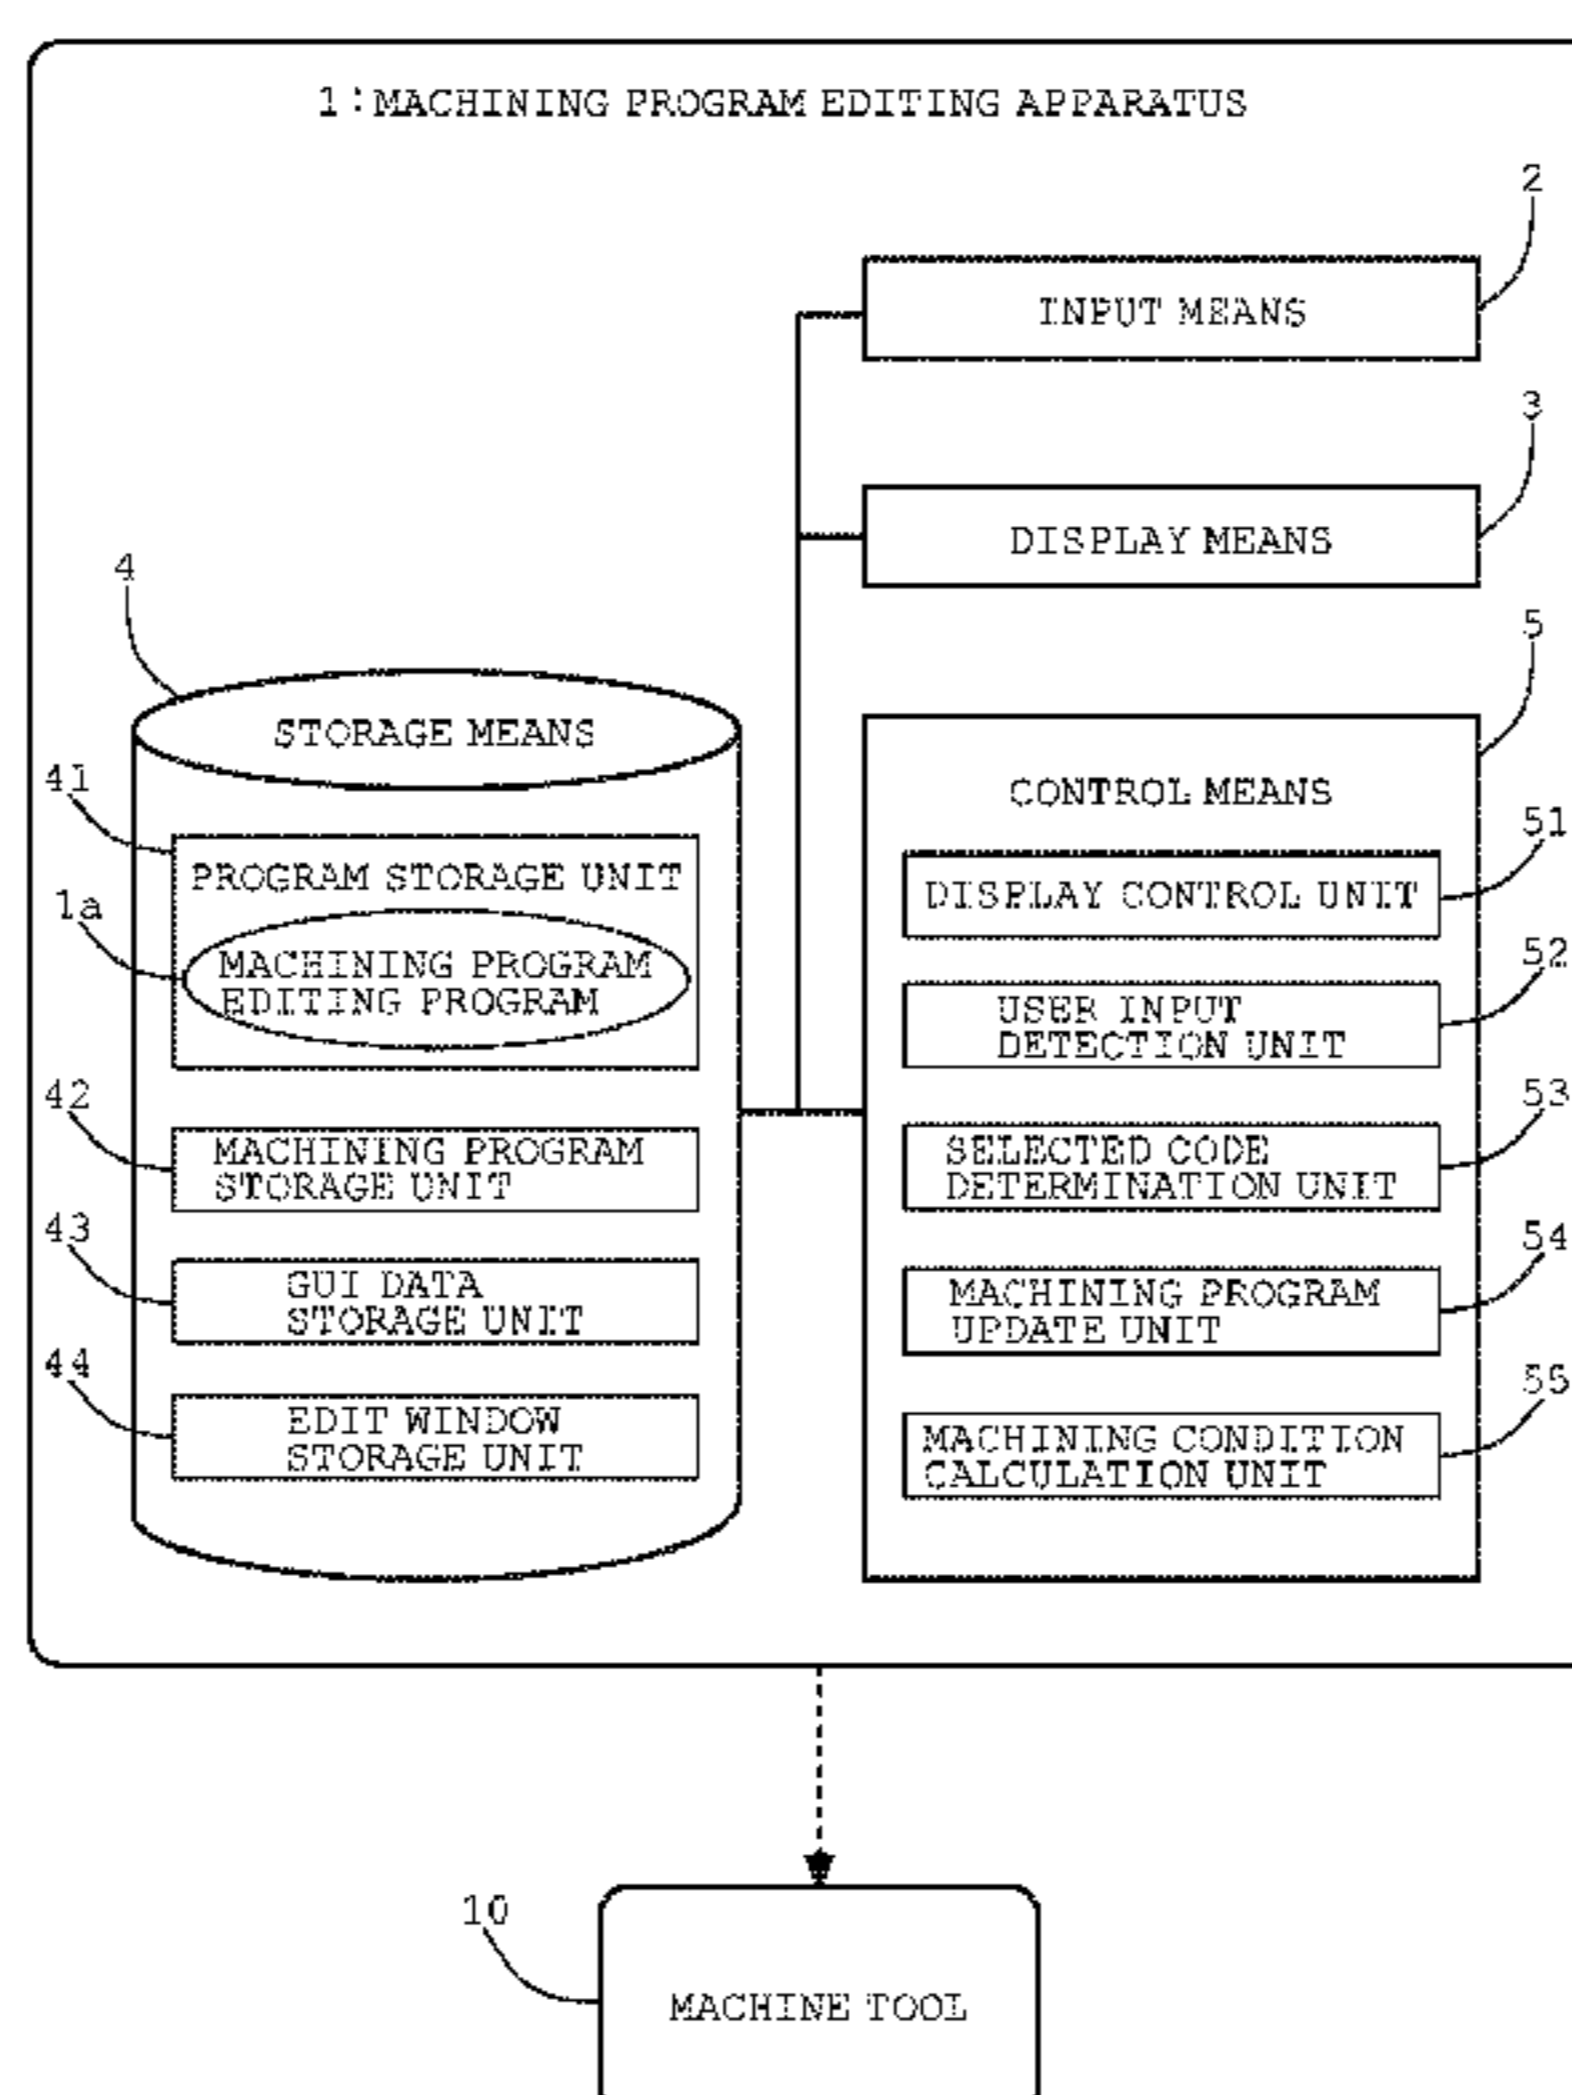 1:MACHINING PROGRAM EDITING APPARATUS
2
INPUT MEANS
3
DISPLAY MEANS
4
STORAGE MEANS
41
PROGRAM STORAGE UNIT
1a
MACHINING PROGRAM
EDITING PROGRAM
42
MACHINING PROGRAM
STORAGE UNIT
43
GUI DATA
STORAGE UNIT
44
EDIT WINDOW
STORAGE UNIT
5
CONTROL MEANS
51
DISPLAY CONTROL UNIT
52
USER INPUT
DETECTION UNIT
53
SELECTED CODE
DETERMINATION UNIT
54
MACHINING PROGRAM
UPDATE UNIT
55
MACHINING CONDITION
CALCULATION UNIT
10
MACHINE TOOL